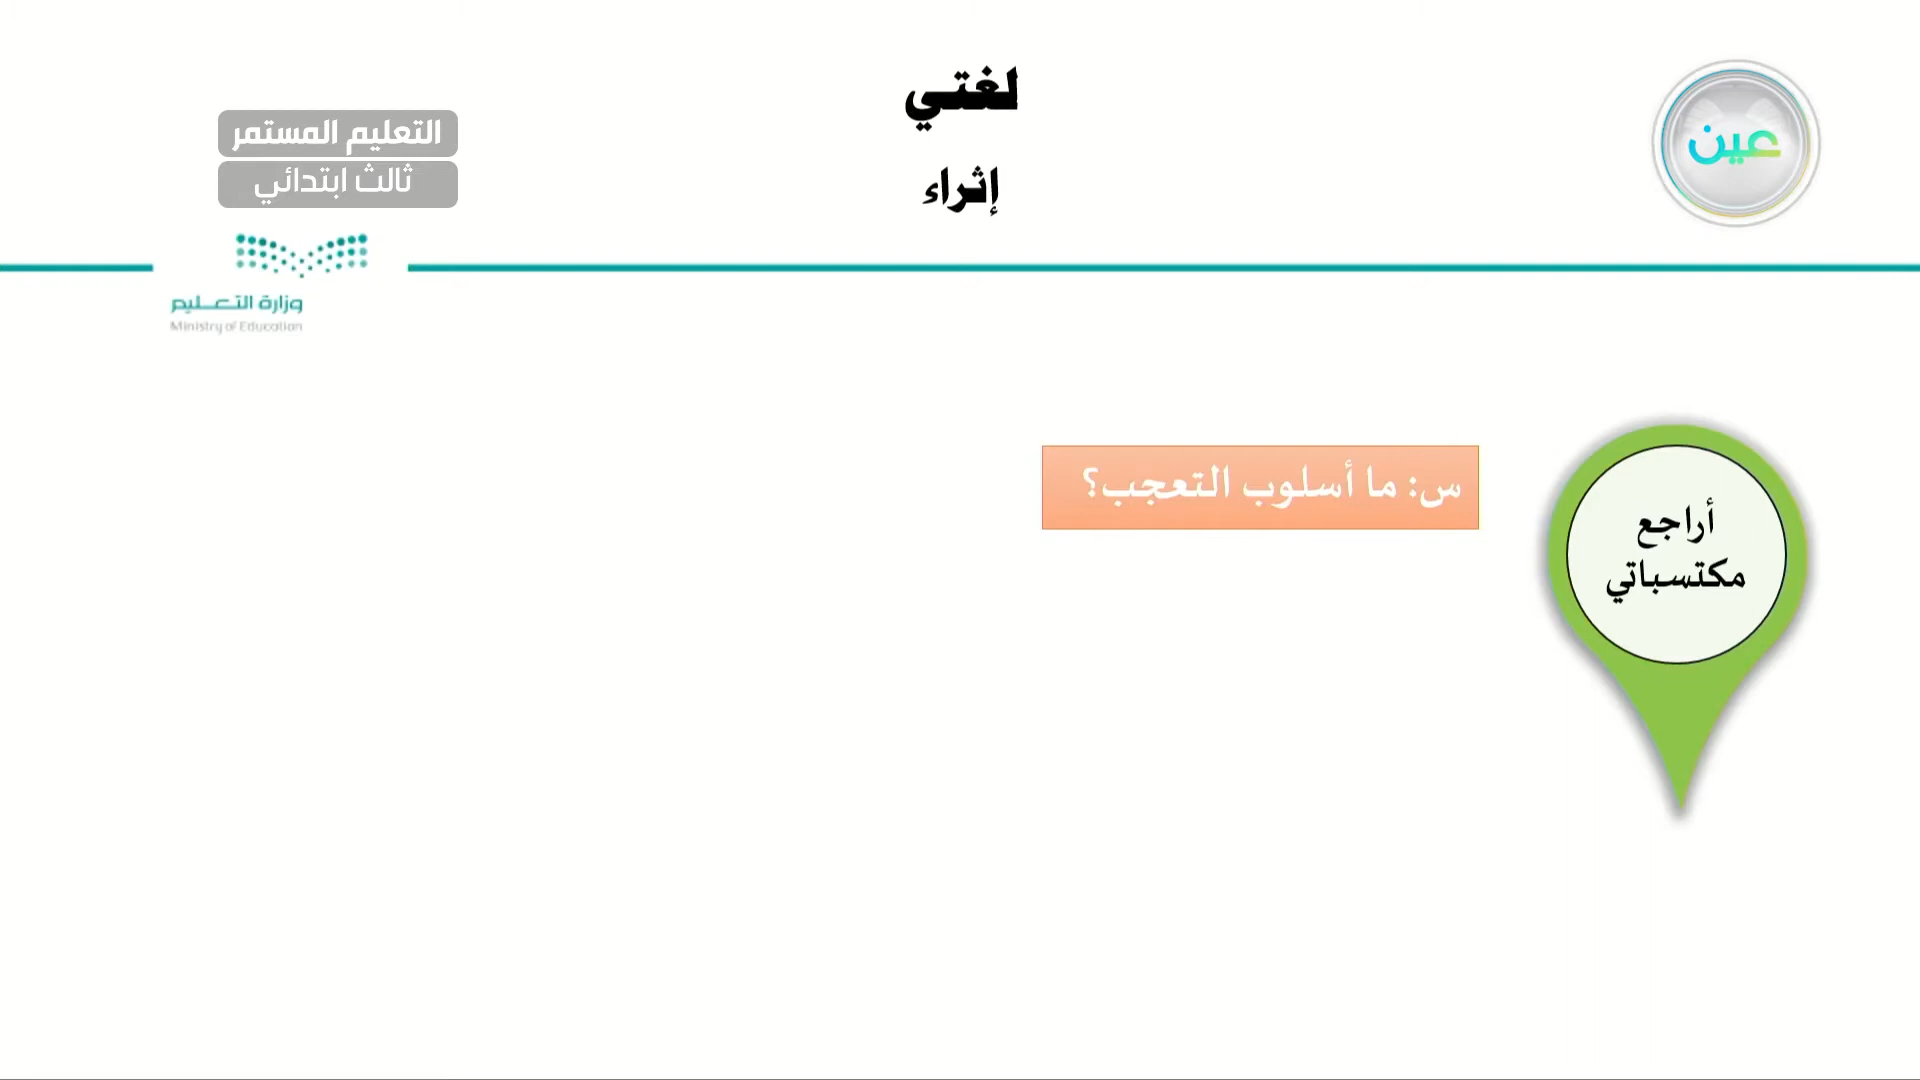 لغتي
إثراء
التعليم المستمر
ثالث ابتدائي
عين
وزارة التعليم
Ministry of Education
س: ما أسلوب التعجب؟
أراجع
مكتسباتي